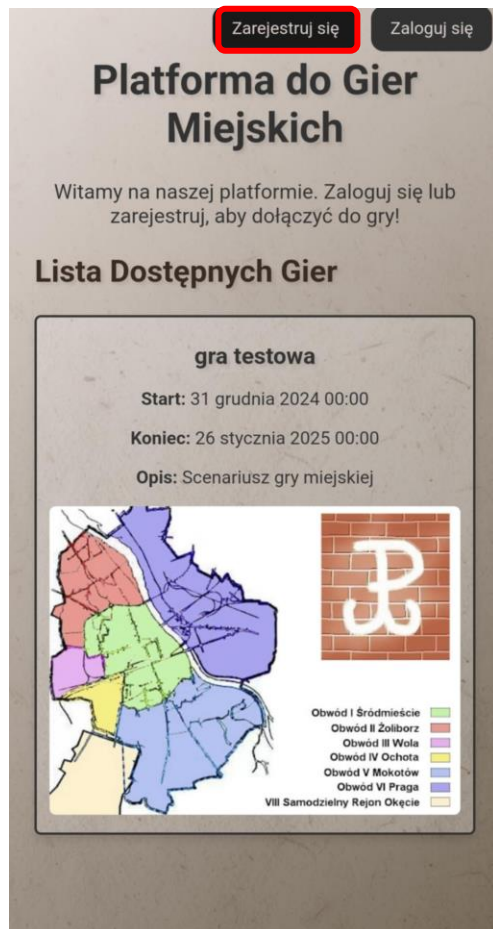 Zarejestruj się
Zaloguj się
Platforma do Gier
Miejskich
Witamy na naszej platformie. Zaloguj się lub
zarejestruj, aby dołączyć do gry!
Lista Dostępnych Gier
gra testowa
Start: 31 grudnia 2024 00:00
Koniec: 26 stycznia 2025 00:00
Opis: Scenariusz gry miejskiej
Obwód I Śródmieście
Obwód II Żoliborz
Obwód III Wola
Obwód IV Ochota
Obwód V Mokotów
Obwód VI Praga
VIII Samodzielny Rejon Okęcie